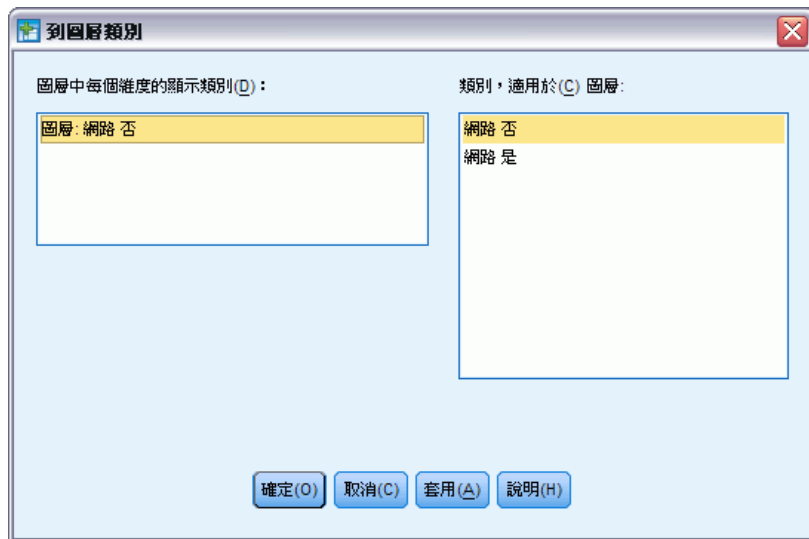 到圖層類別
圖層中每個維度的顯示類別(D)：
圖層: 網路 否
類別，適用於(C) 圖層:
網路 否
網路 是
確定(O)
取消(C)
套用(A)
說明(H)